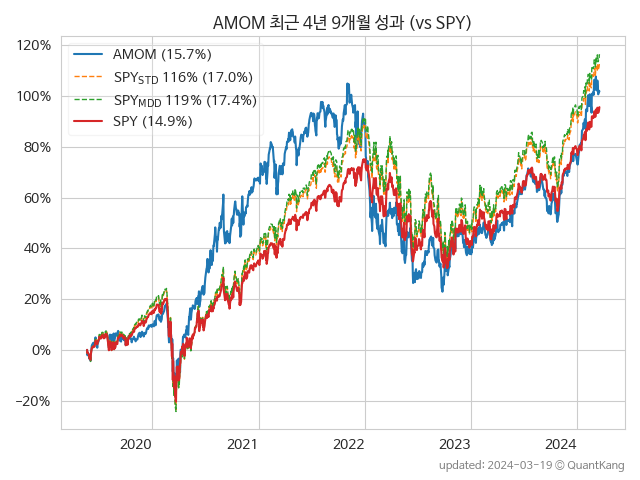 AMOM 최근 4년 9개월 성과 (vs SPY)
120%
100%
80%
60%
40%
20%
0%
−20%
AMOM (15.7%)
SPY_STD 116% (17.0%)
SPY_MDD 119% (17.4%)
SPY (14.9%)
2020 2021 2022 2023 2024
updated: 2024-03-19 © QuantKang